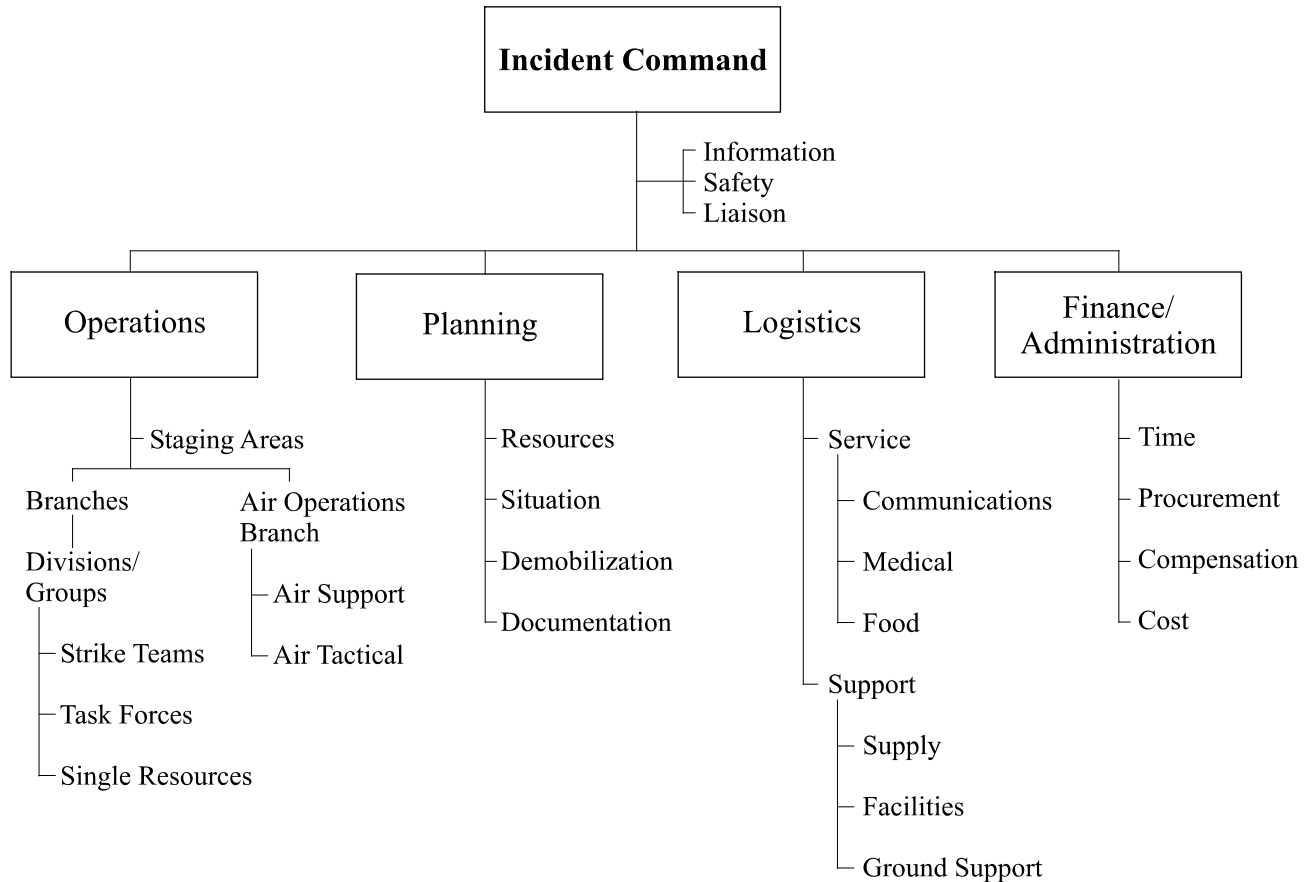 Incident Command
Information
Safety
Liaison
Operations
Planning
Logistics
Finance/
Administration
Staging Areas
Branches
Divisions/
Groups
Strike Teams
Task Forces
Single Resources
Air Operations
Branch
Air Support
Air Tactical
Resources
Situation
Demobilization
Documentation
Service
Communications
Medical
Food
Support
Supply
Facilities
Ground Support
Time
Procurement
Compensation
Cost